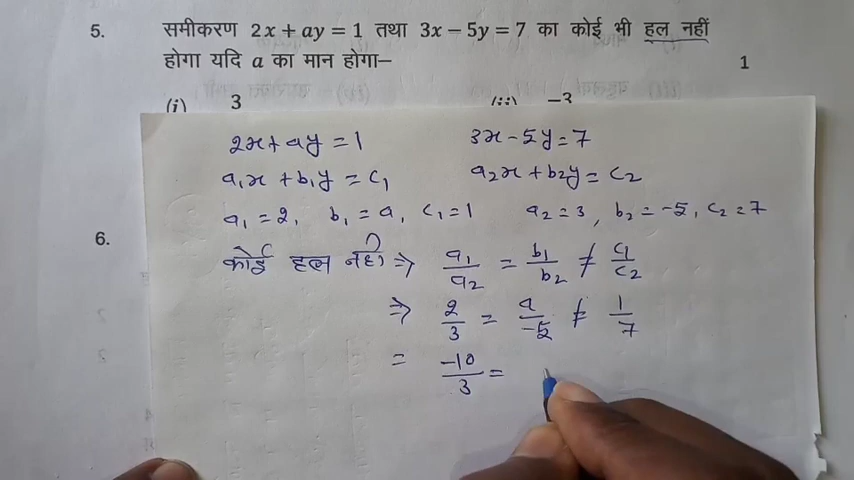 5. समीकरण 2x + ay = 1 तथा 3x − 5y = 7 का कोई भी हल नहीं
होगा यदि a का मान होगा− 1
(i) 3 (ii) −3
2x + ay = 1 3x − 5y = 7
a₁x + b₁y = c₁ a₂x + b₂y = c₂
a₁ = 2, b₁ = a, c₁ = 1 a₂ = 3, b₂ = −5, c₂ = 7
6.
कोई हल नहीं ⇒ a₁/a₂ = b₁/b₂ ≠ c₁/c₂
⇒ 2/3 = a/−5 ≠ 1/7
= −10/3 =